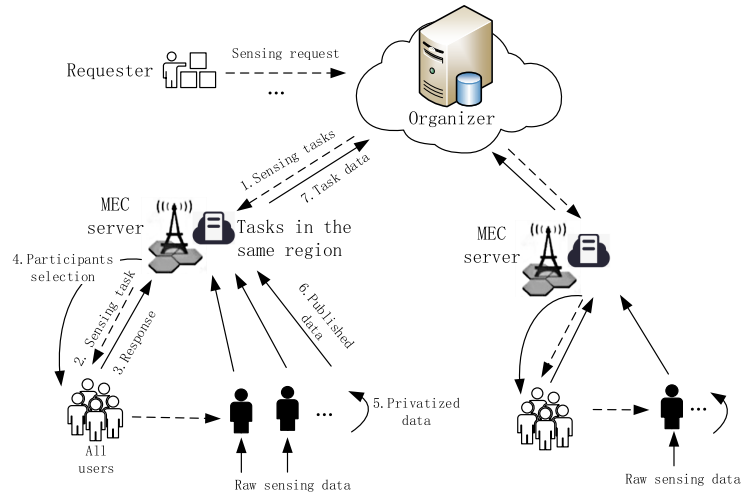 Sensing request
Requester
...
Organizer
1.Sensing tasks
7.Task data
MEC
server
Tasks in the
same region
MEC
server
4.Participants
selection
2. Sensing task
3.Response
6.Published
data
5.Privatized
data
...
...
All
users
Raw sensing data
Raw sensing data